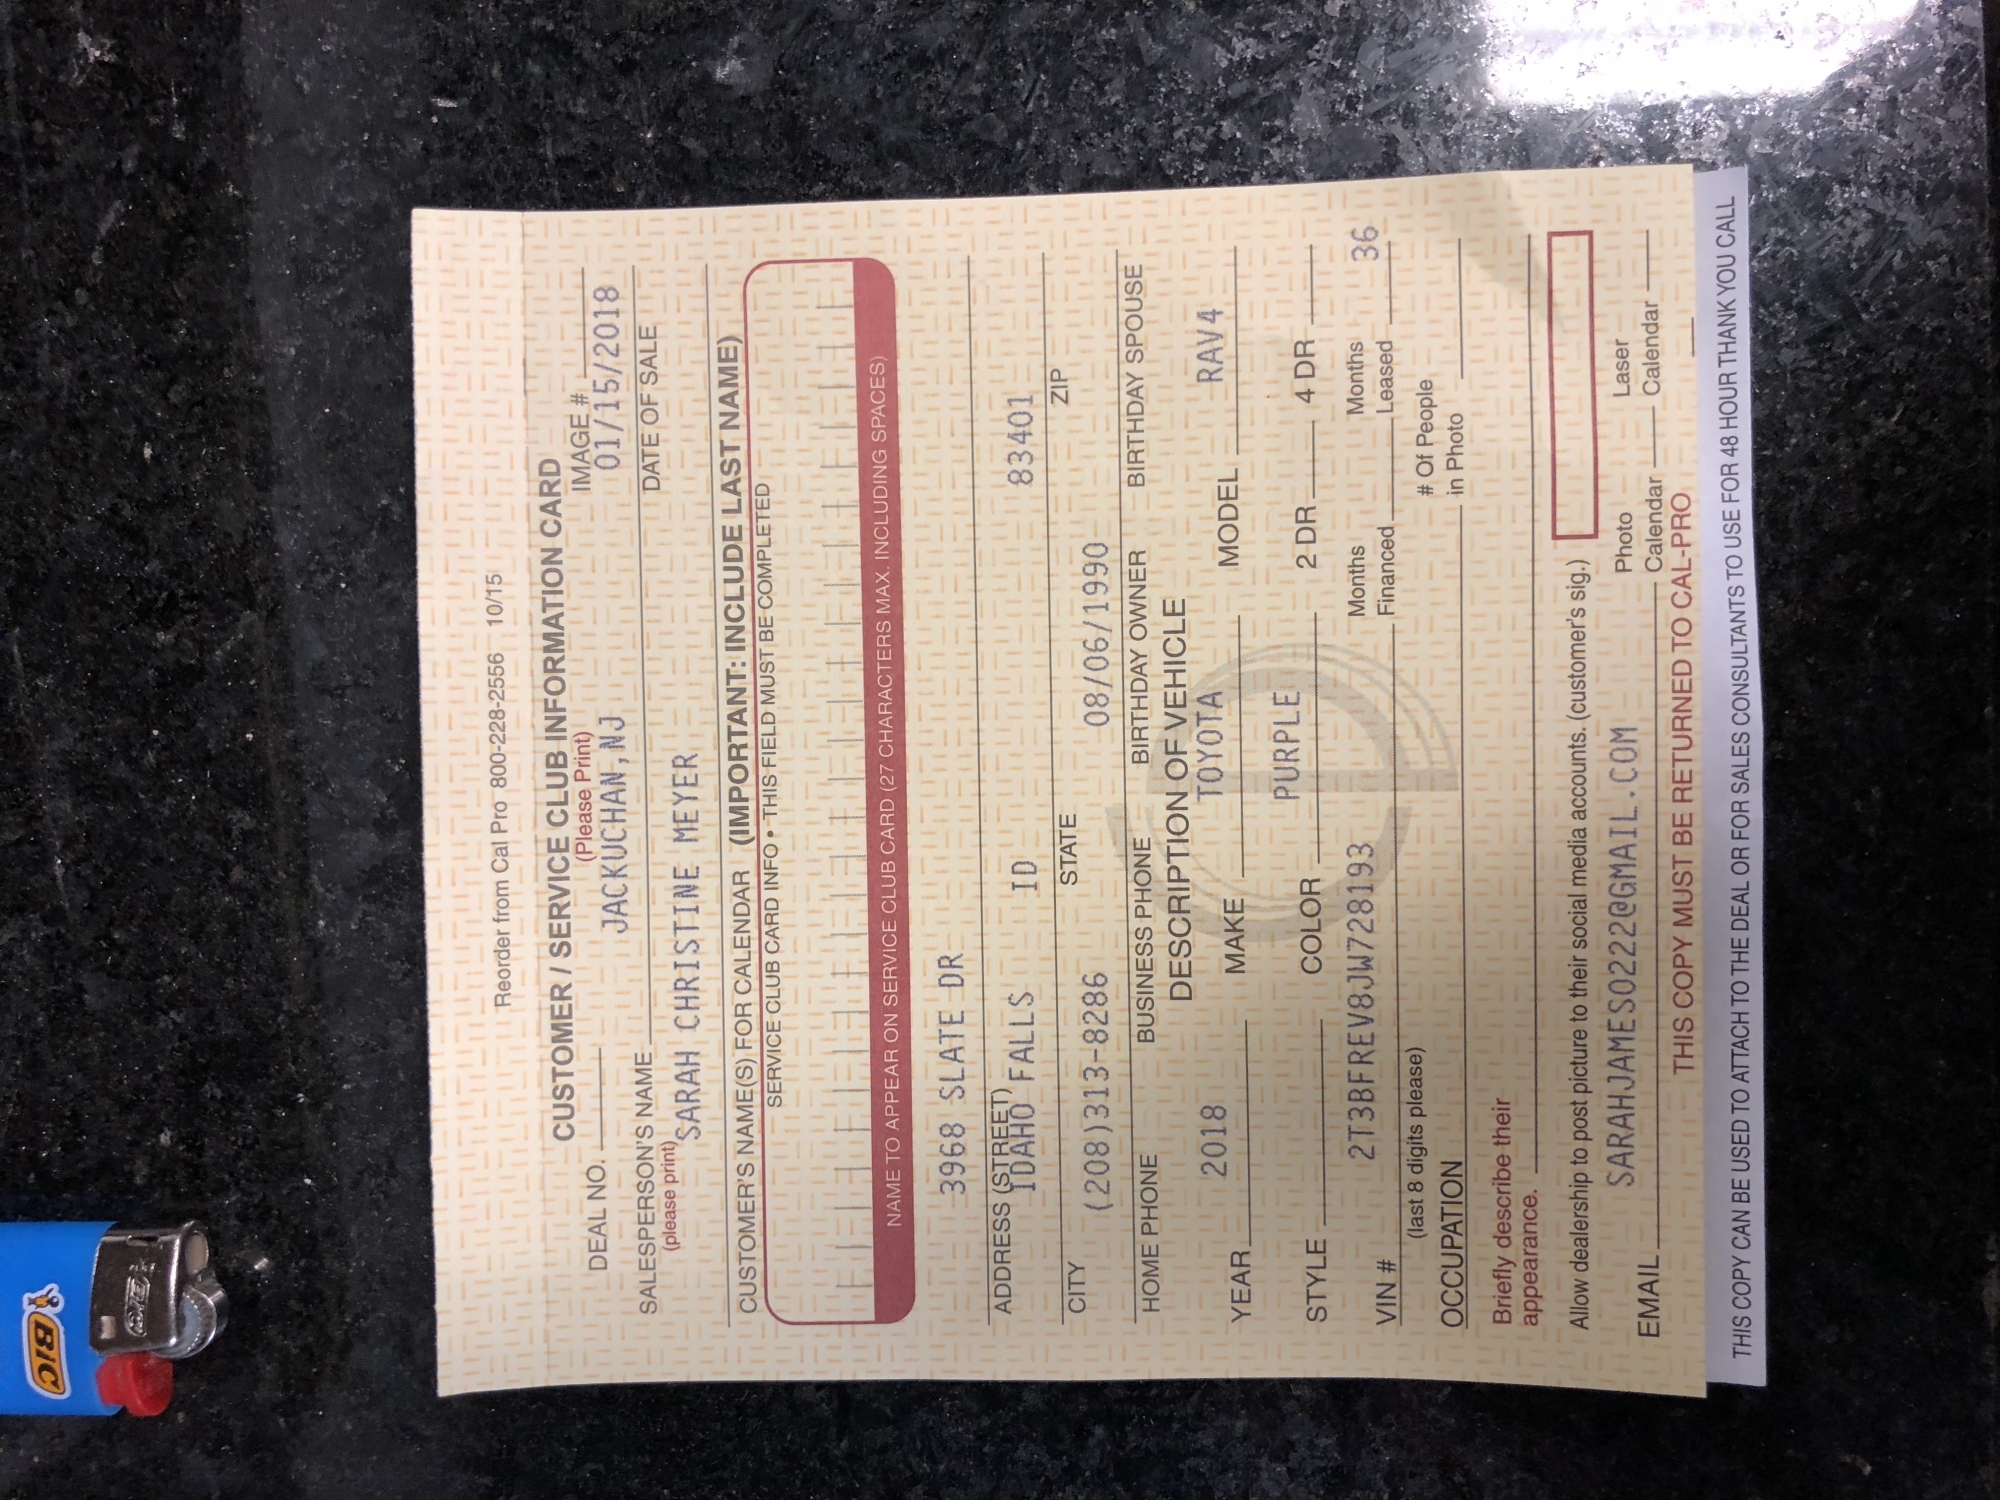 Reorder from Cal Pro 800-228-2556 10/15
CUSTOMER / SERVICE CLUB INFORMATION CARD
(Please Print)
DEAL NO. IMAGE #
JACKUCHAN,NJ 01/15/2018
SALESPERSON'S NAME DATE OF SALE
(please print)
SARAH CHRISTINE MEYER
CUSTOMER'S NAME(S) FOR CALENDAR (IMPORTANT: INCLUDE LAST NAME)
SERVICE CLUB CARD INFO • THIS FIELD MUST BE COMPLETED
NAME TO APPEAR ON SERVICE CLUB CARD (27 CHARACTERS MAX. INCLUDING SPACES)
3968 SLATE DR
ADDRESS (STREET)
IDAHO FALLS ID 83401
CITY STATE ZIP
(208)313-8286 08/06/1990
HOME PHONE BUSINESS PHONE BIRTHDAY OWNER BIRTHDAY SPOUSE
DESCRIPTION OF VEHICLE
2018 TOYOTA RAV4
YEAR MAKE MODEL
PURPLE
STYLE COLOR 2 DR 4 DR
2T3BFREV8JW728193 36
VIN # Months Financed Months Leased
(last 8 digits please)
OCCUPATION # Of People in Photo
Briefly describe their
appearance.
Allow dealership to post picture to their social media accounts. (customer's sig.)
SARAHJAMES0222@GMAIL.COM
EMAIL Photo Calendar Laser Calendar
THIS COPY MUST BE RETURNED TO CAL-PRO
THIS COPY CAN BE USED TO ATTACH TO THE DEAL OR FOR SALES CONSULTANTS TO USE FOR 48 HOUR THANK YOU CALL
BIC
BIC